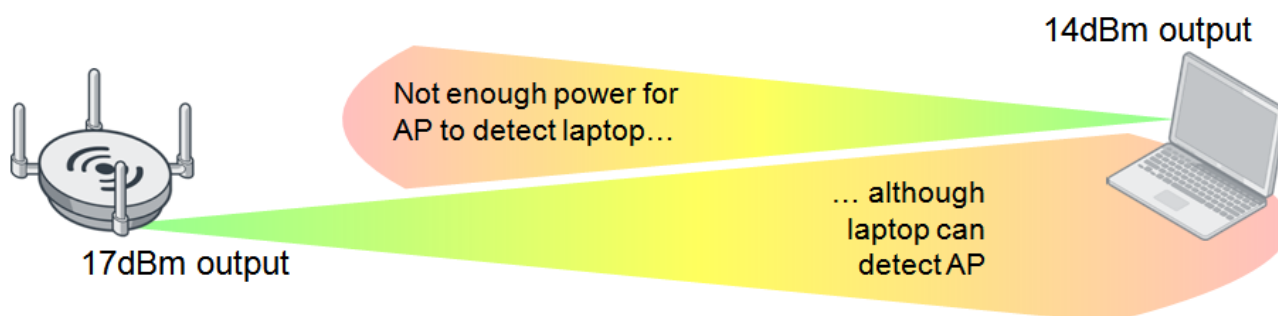 14dBm output
Not enough power for
AP to detect laptop…
… although
laptop can
detect AP
17dBm output